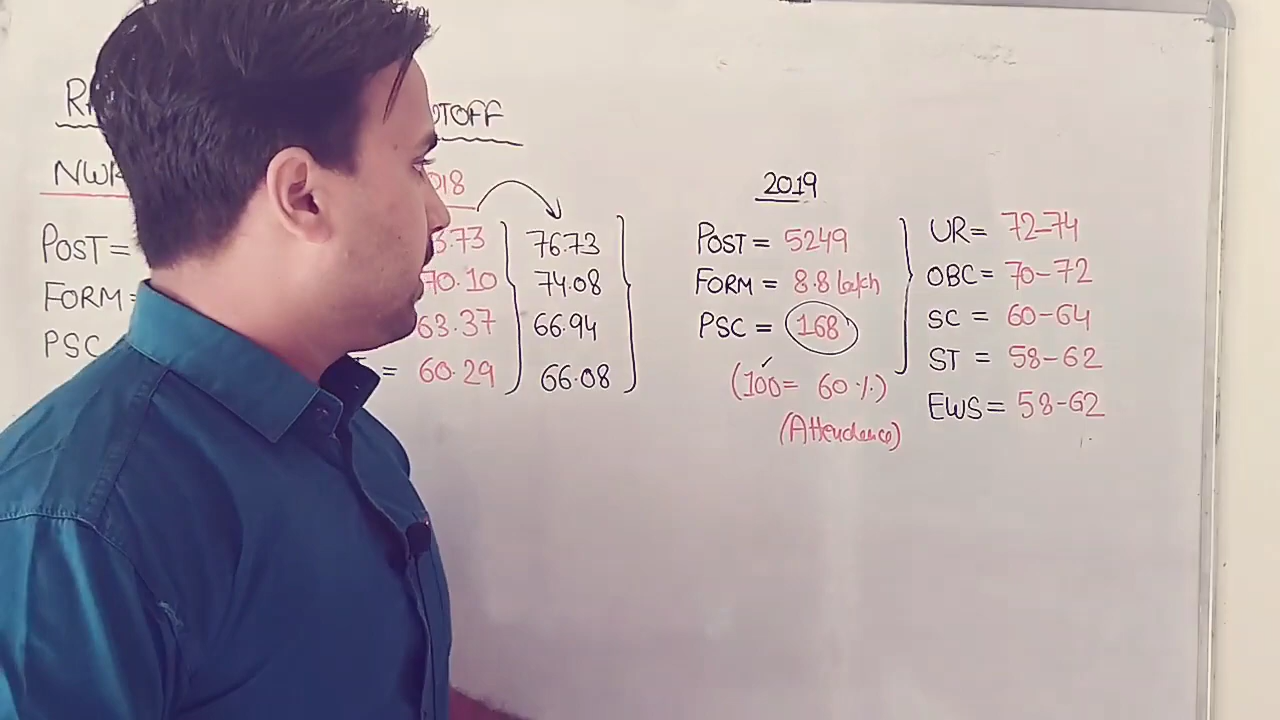 CUTOFF
NWR
POST =
FORM =
PSC
3.73
70.10
63.37
= 60.29
76.73
74.08
66.94
66.08
2019
POST = 5249
FORM = 8.8 lakh
PSC = 168
(100 = 60 %)
(Attendence)
UR = 72-74
OBC = 70-72
SC = 60-64
ST = 58-62
EWS = 58-62